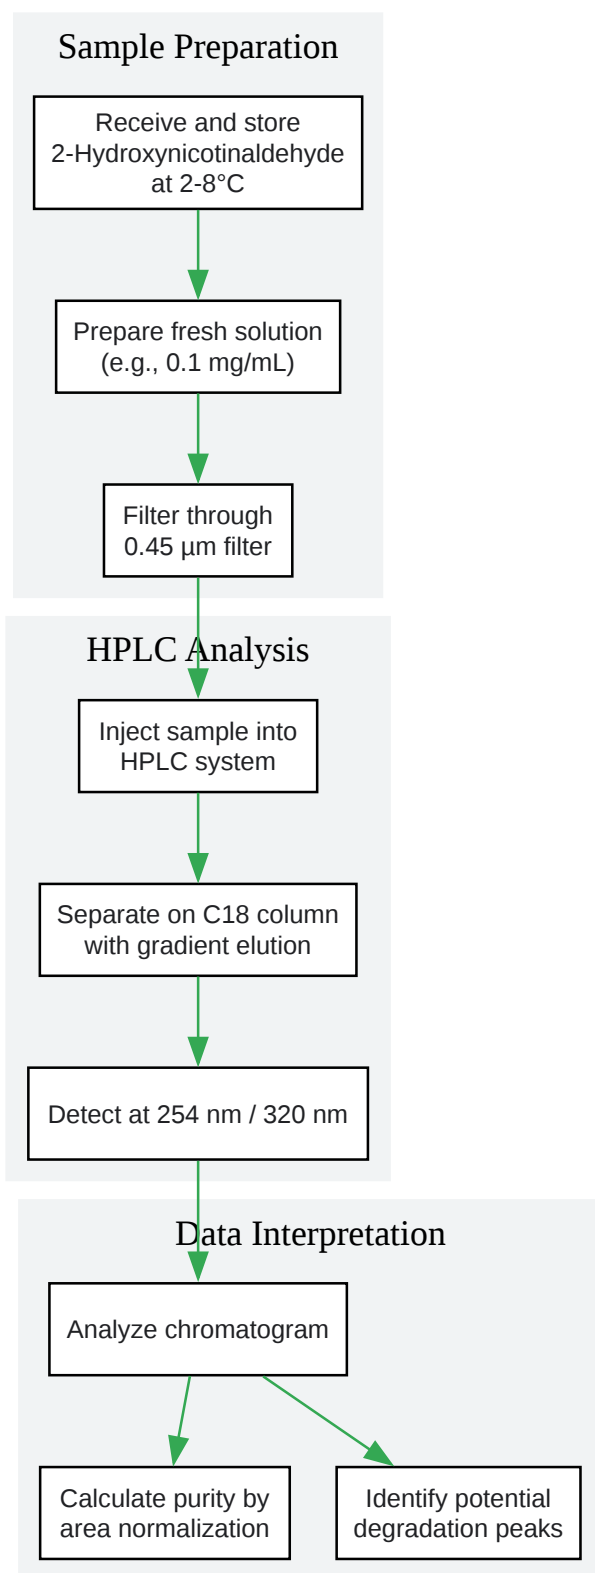 Sample Preparation
Receive and store
2-Hydroxynicotinaldehyde
at 2-8°C
Prepare fresh solution
(e.g., 0.1 mg/mL)
Filter through
0.45 µm filter
HPLC Analysis
Inject sample into
HPLC system
Separate on C18 column
with gradient elution
Detect at 254 nm / 320 nm
Data Interpretation
Analyze chromatogram
Calculate purity by
area normalization
Identify potential
degradation peaks